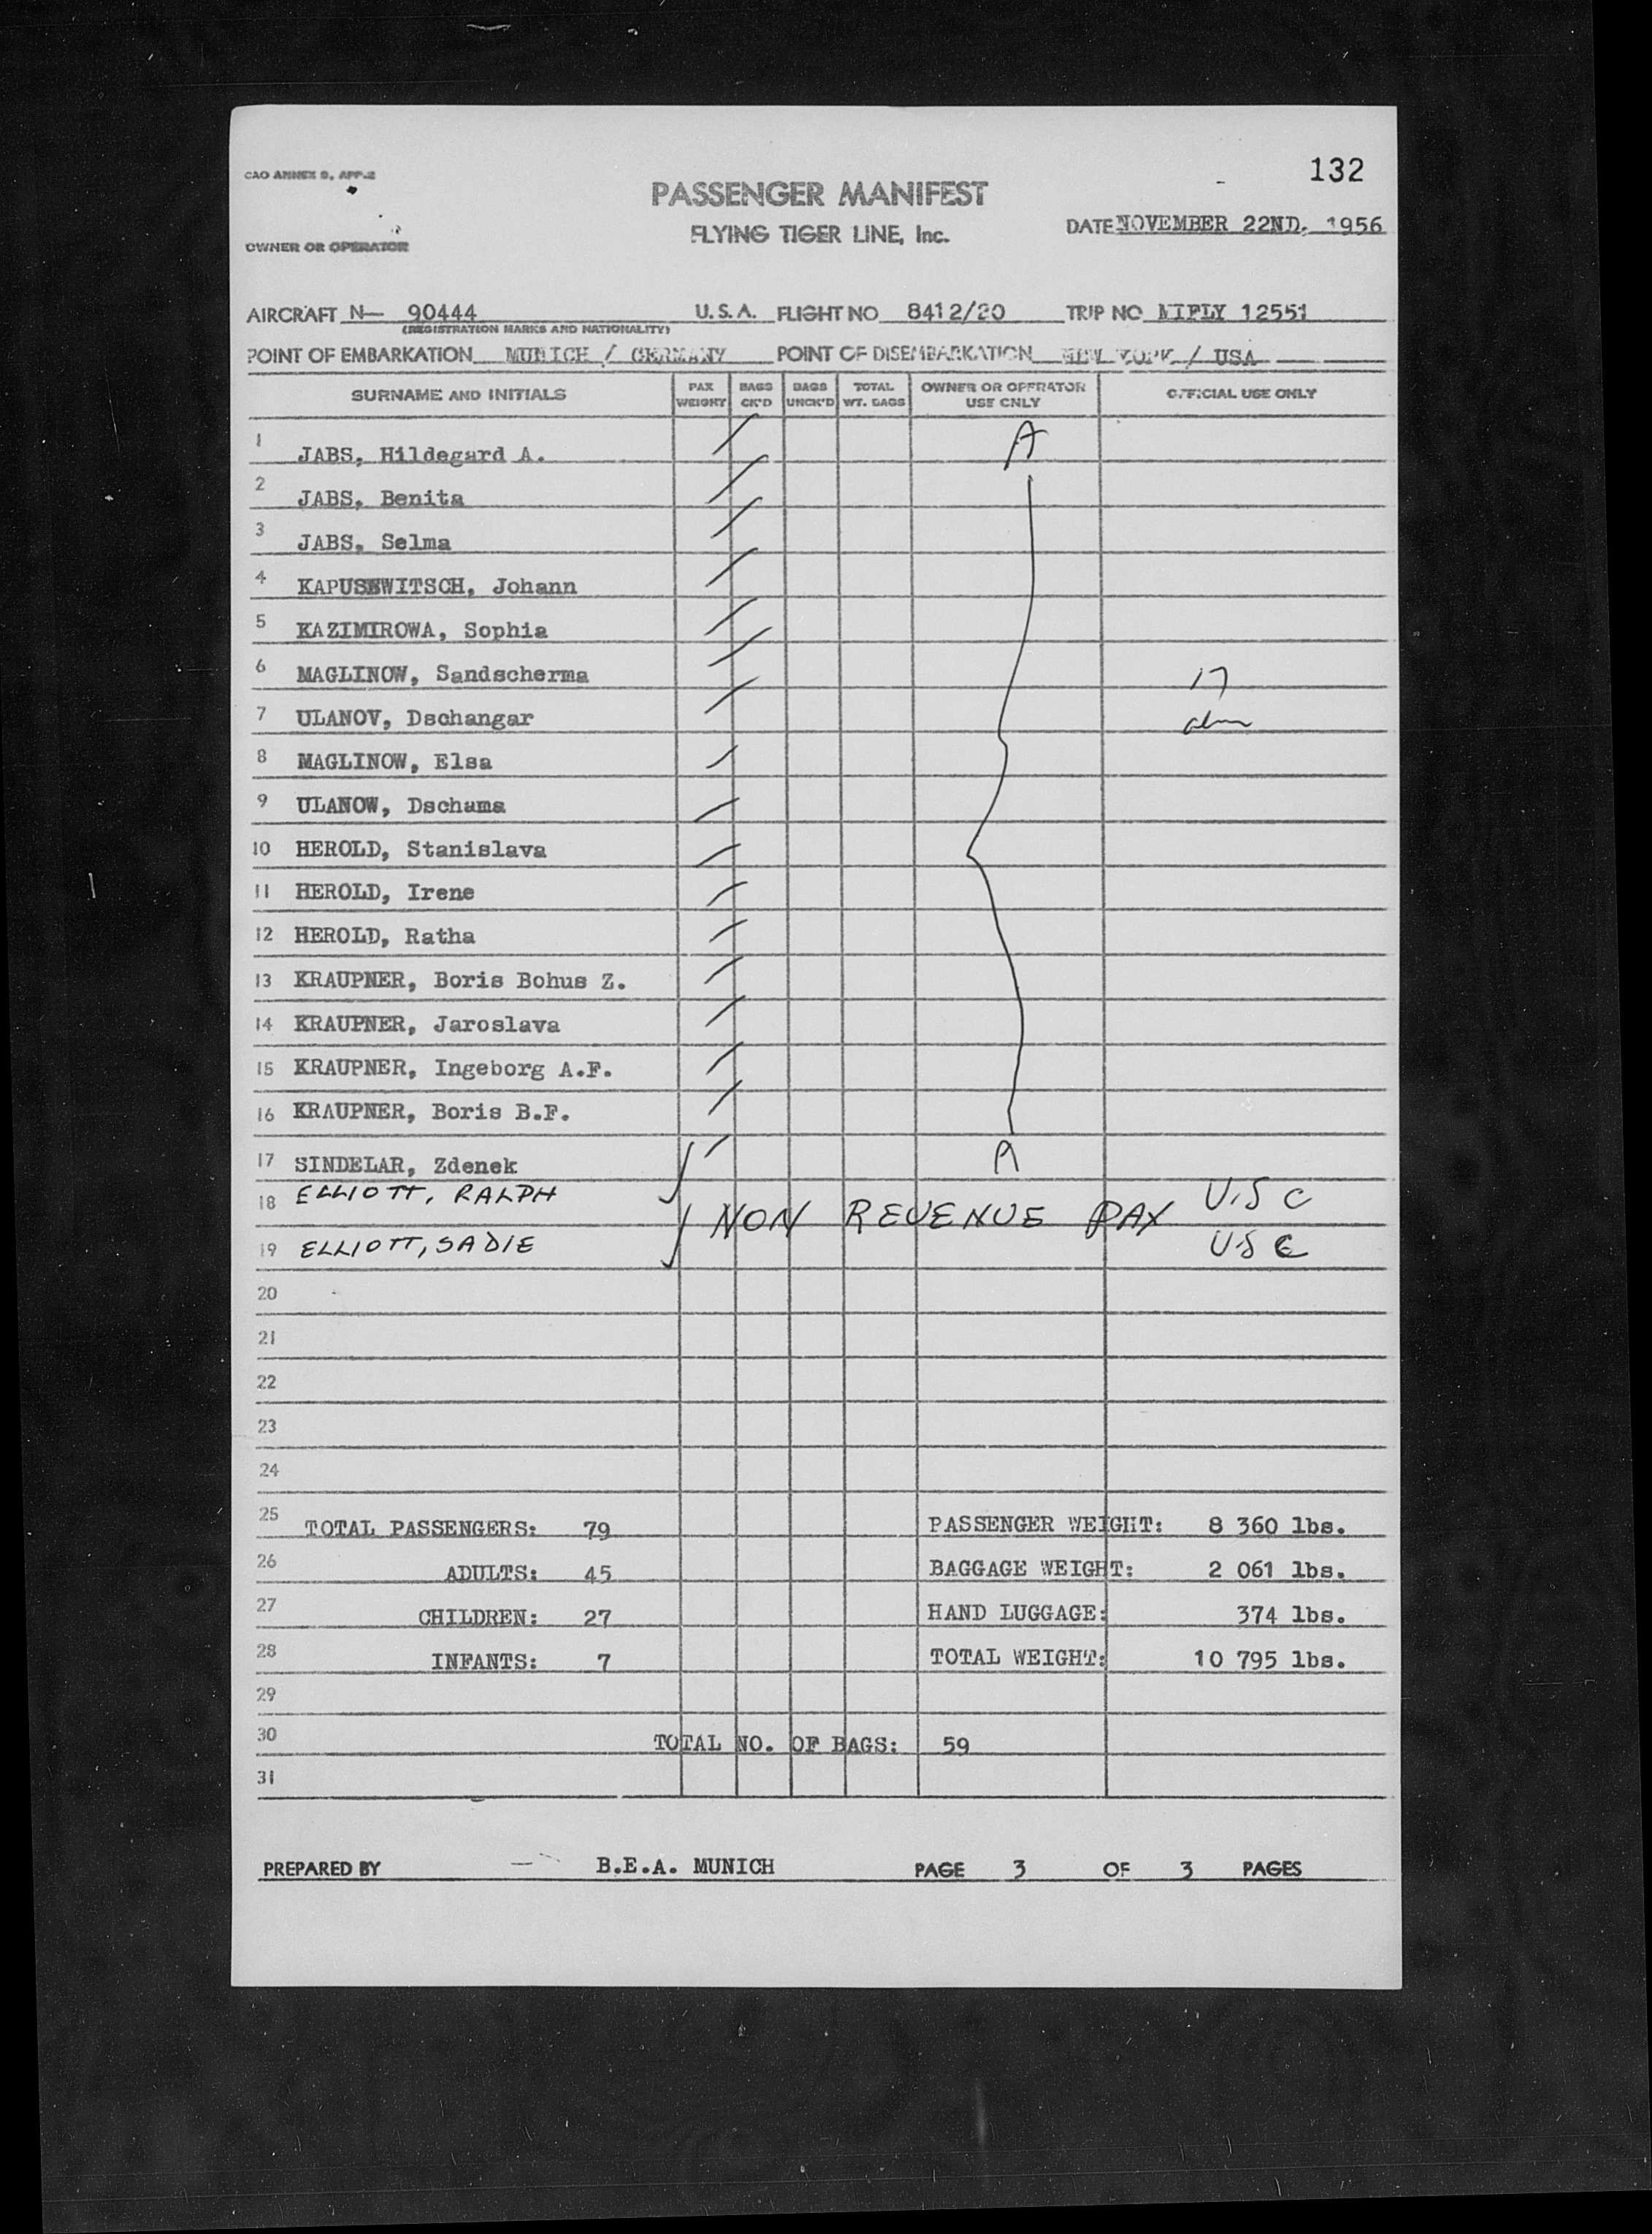 132
CAO ANNEX 9, APP-2
PASSENGER MANIFEST
FLYING TIGER LINE, Inc.
DATE NOVEMBER 22ND. 1956
OWNER OR OPERATOR
AIRCRAFT N— 90444 U.S.A. FLIGHT NO 8412/20 TRIP NO MIFLY 12551
(REGISTRATION MARKS AND NATIONALITY)
POINT OF EMBARKATION MUNICH / GERMANY POINT OF DISEMBARKATION NEW YORK / USA
SURNAME AND INITIALS PAX WEIGHT BAGS CK'D BAGS UNCK'D TOTAL WT. BAGS OWNER OR OPERATOR USE ONLY OFFICIAL USE ONLY
1 JABS, Hildegard A. A
2 JABS, Benita
3 JABS, Selma
4 KAPUSEWITSCH, Johann
5 KAZIMIROWA, Sophia
6 MAGLINOW, Sandscherma 17
7 ULANOV, Dschangar adm
8 MAGLINOW, Elsa
9 ULANOW, Dschama
10 HEROLD, Stanislava
11 HEROLD, Irene
12 HEROLD, Ratha
13 KRAUPNER, Boris Bohus Z.
14 KRAUPNER, Jaroslava
15 KRAUPNER, Ingeborg A.F.
16 KRAUPNER, Boris B.F.
17 SINDELAR, Zdenek A
18 ELLIOTT, RALPH NON REVENUE PAX U.S C
19 ELLIOTT, SADIE U.S C
20
21
22
23
24
25 TOTAL PASSENGERS: 79 PASSENGER WEIGHT: 8 360 lbs.
26 ADULTS: 45 BAGGAGE WEIGHT: 2 061 lbs.
27 CHILDREN: 27 HAND LUGGAGE: 374 lbs.
28 INFANTS: 7 TOTAL WEIGHT: 10 795 lbs.
29
30 TOTAL NO. OF BAGS: 59
31
PREPARED BY B.E.A. MUNICH PAGE 3 OF 3 PAGES